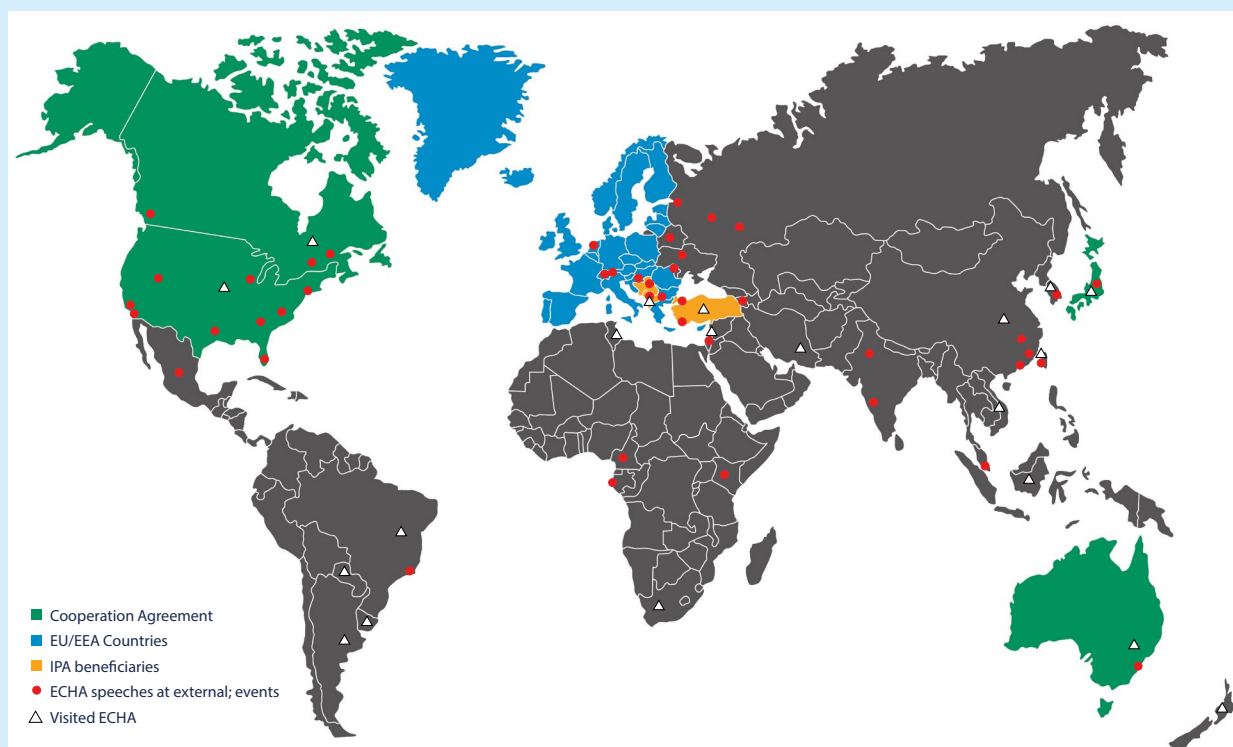 Cooperation Agreement
EU/EEA Countries
IPA beneficiaries
ECHA speeches at external; events
Visited ECHA